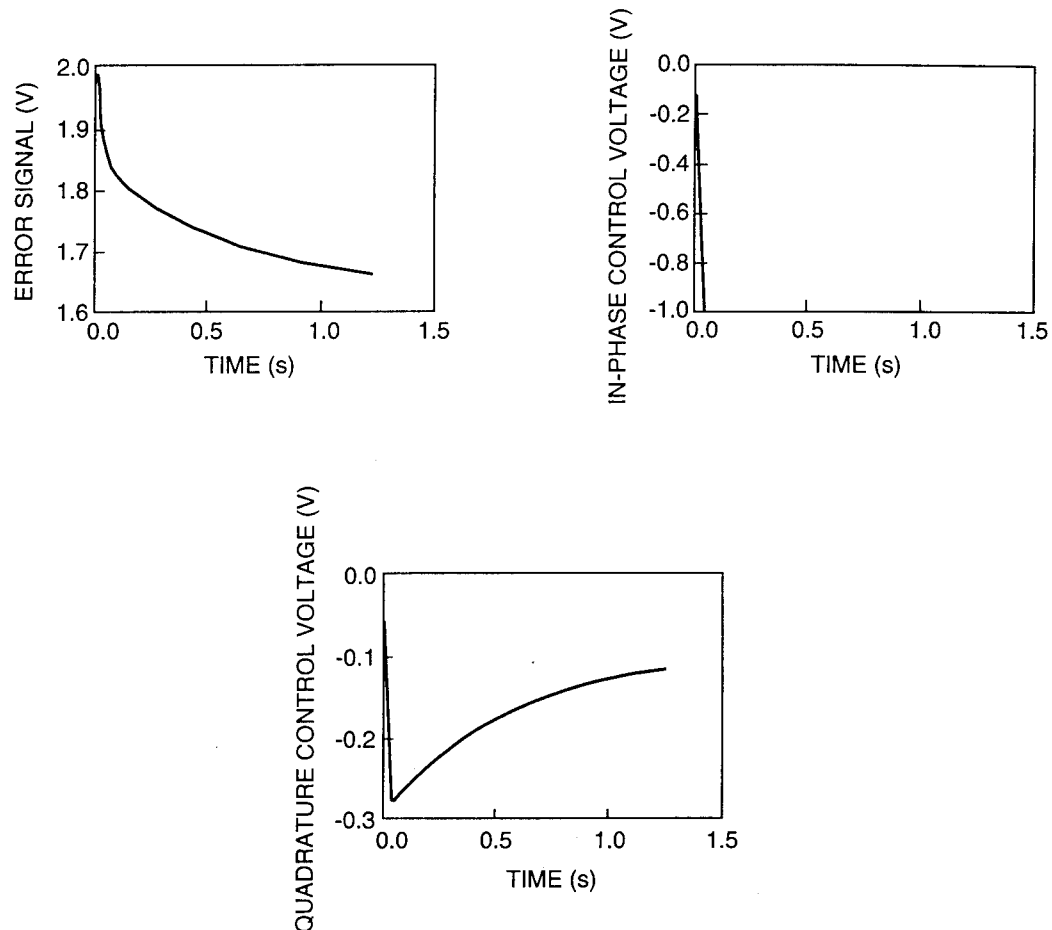 ERROR SIGNAL (V)
2.0
1.9
1.8
1.7
1.6
0.0 0.5 1.0 1.5
TIME (s)
IN-PHASE CONTROL VOLTAGE (V)
0.0
-0.2
-0.4
-0.6
-0.8
-1.0
0.0 0.5 1.0 1.5
TIME (s)
QUADRATURE CONTROL VOLTAGE (V)
0.0
-0.1
-0.2
-0.3
0.0 0.5 1.0 1.5
TIME (s)